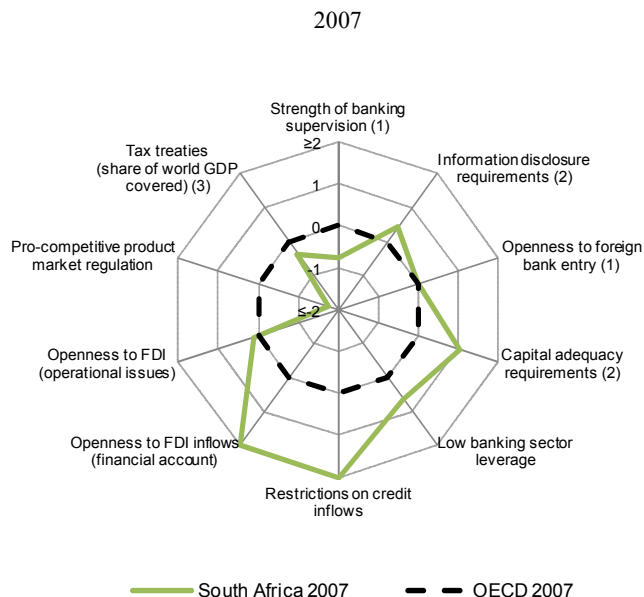 2007
Strength of banking
supervision (1)
≥2
1
0
-1
≤-2
Information disclosure
requirements (2)
Openness to foreign
bank entry (1)
Capital adequacy
requirements (2)
Low banking sector
leverage
Restrictions on credit
inflows
Openness to FDI inflows
(financial account)
Openness to FDI
(operational issues)
Pro-competitive product
market regulation
Tax treaties
(share of world GDP
covered) (3)
South Africa 2007
OECD 2007